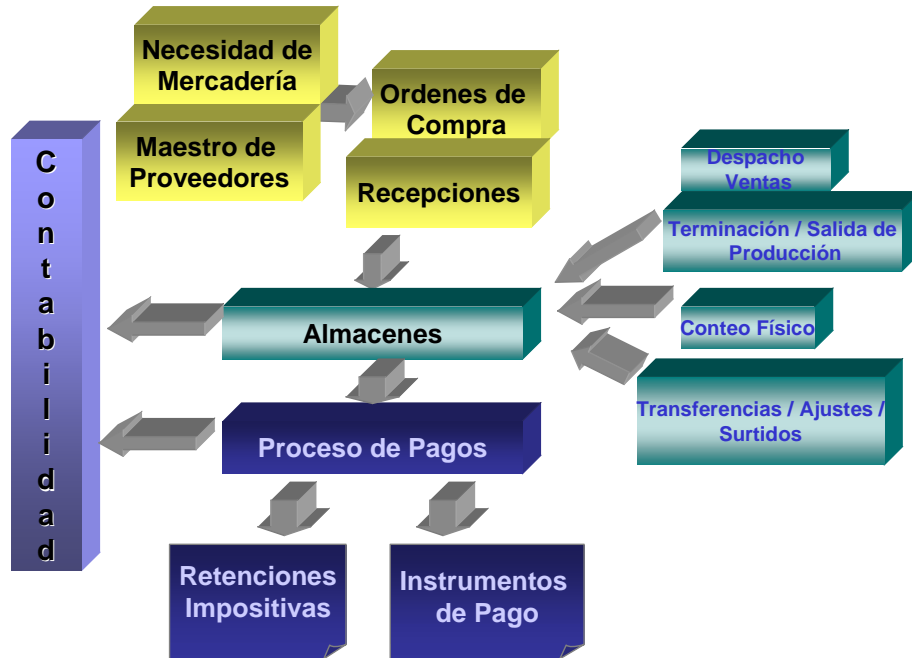 Necesidad de
Mercadería
Ordenes de
Compra
Maestro de
Proveedores
Recepciones
Contabilidad
Despacho
Ventas
Terminación / Salida de
Producción
Almacenes
Conteo Físico
Transferencias / Ajustes /
Surtidos
Proceso de Pagos
Retenciones
Impositivas
Instrumentos
de Pago